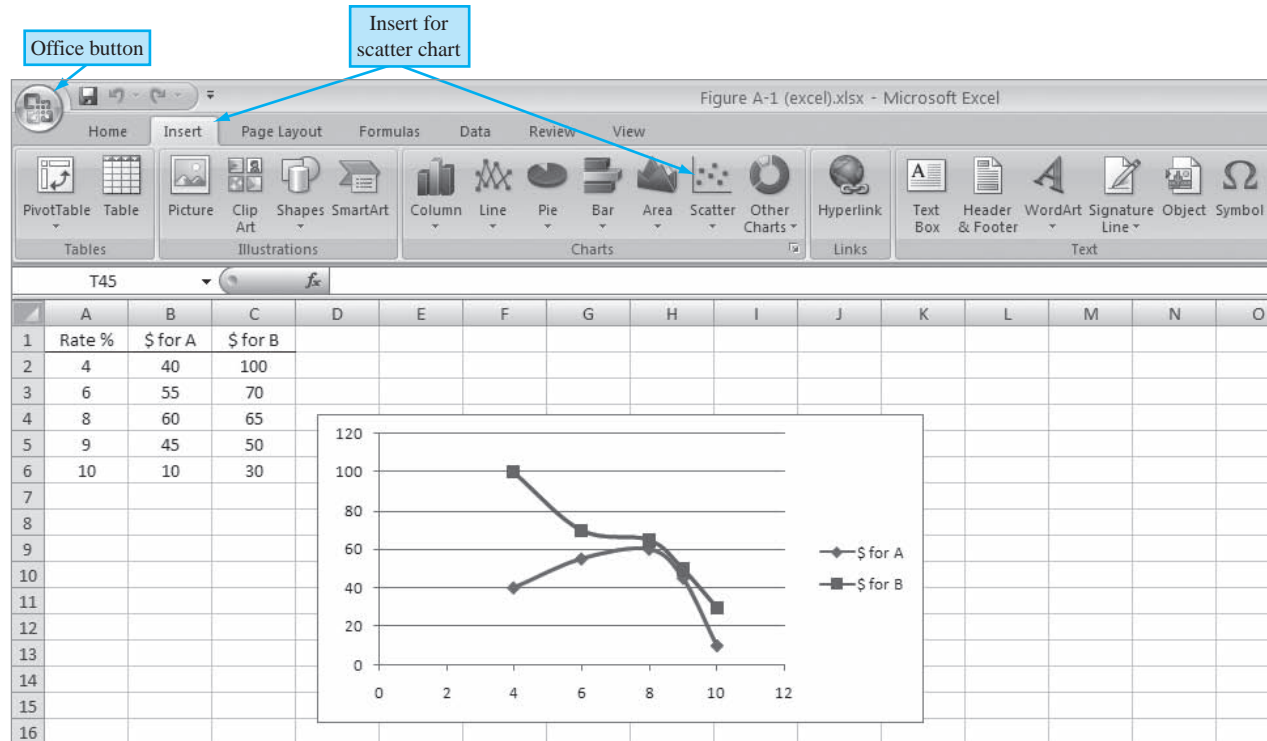 Office button
Insert for
scatter chart
Figure A-1 (excel).xlsx - Microsoft Excel
Home Insert Page Layout Formulas Data Review View
PivotTable Table Picture Clip Art Shapes SmartArt Column Line Pie Bar Area Scatter Other Charts Hyperlink Text Box Header & Footer WordArt Signature Line Object Symbol
Tables Illustrations Charts Links Text
T45 fx
A B C D E F G H I J K L M N O
1 Rate % $ for A $ for B
2 4 40 100
3 6 55 70
4 8 60 65
5 9 45 50
6 10 10 30
7
8
9
10
11
12
13
14
15
16
120
100
80
60
40
20
0
0 2 4 6 8 10 12
$ for A
$ for B